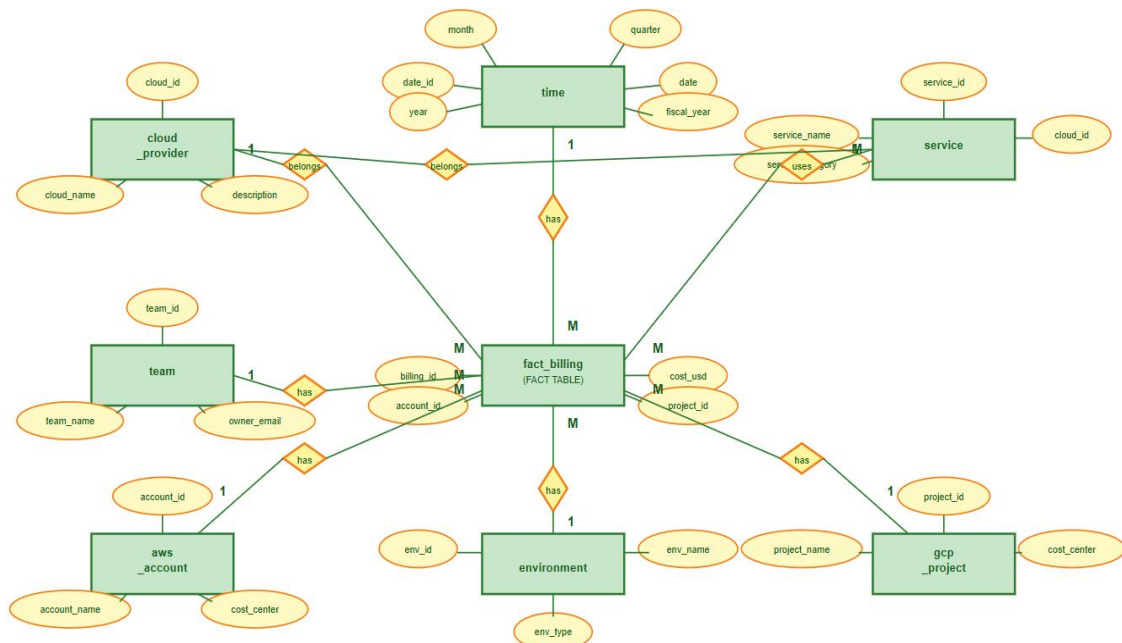 month
quarter
cloud_id
date_id
time
date
service_id
year
fiscal_year
cloud
_provider
1
belongs
belongs
1
service_name
uses
M
service
cloud_id
cloud_name
description
has
team_id
M
M
M
team
1
has
billing_id
M
fact_billing
(FACT TABLE)
cost_usd
team_name
owner_email
account_id
M
M
project_id
M
has
has
account_id
1
has
1
project_id
1
aws
_account
env_id
environment
env_name
project_name
gcp
_project
cost_center
account_name
cost_center
env_type